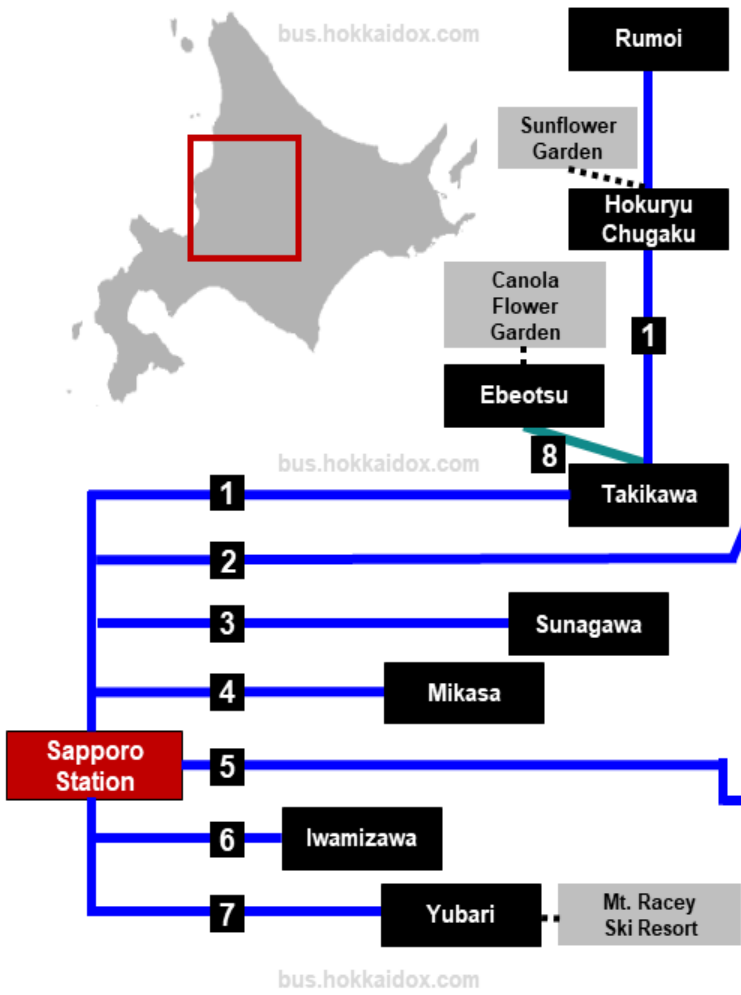 bus.hokkaidox.com
Rumoi
Sunflower
Garden
Hokuryu
Chugaku
Canola
Flower
Garden
1
Ebeotsu
8
bus.hokkaidox.com
1
Takikawa
2
3
Sunagawa
4
Mikasa
Sapporo
Station
5
6
Iwamizawa
7
Yubari
Mt. Racey
Ski Resort
bus.hokkaidox.com